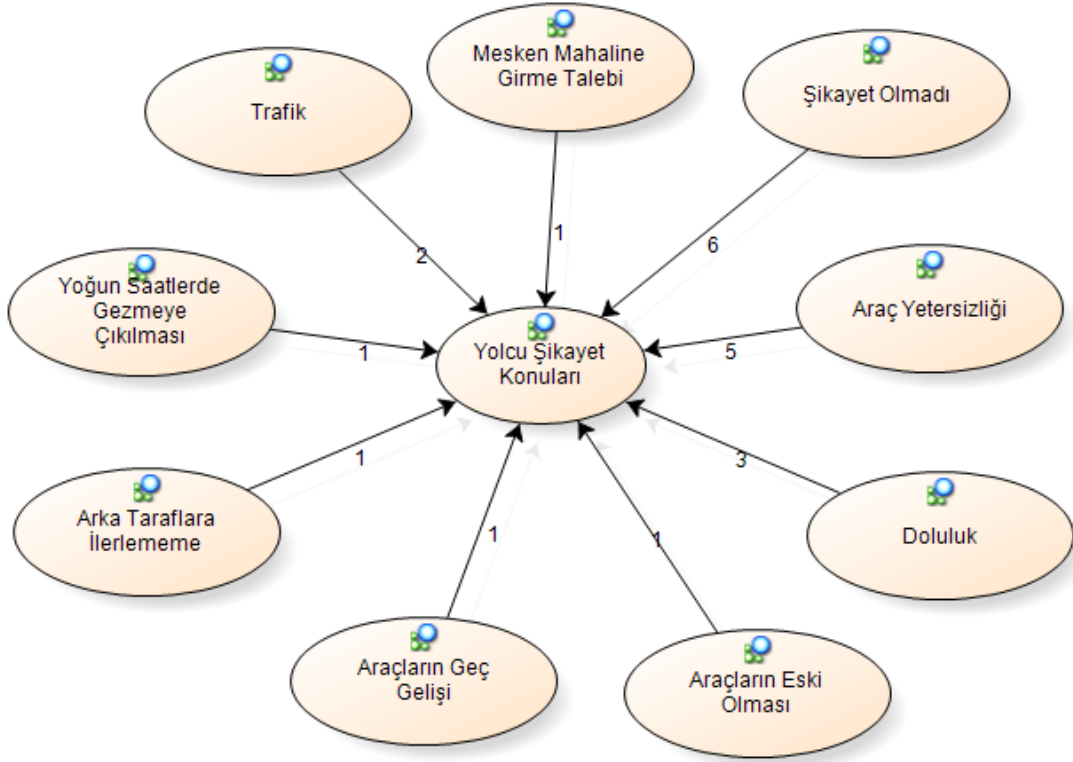 Mesken Mahaline
Girme Talebi
Trafik
Şikayet Olmadı
2
1
6
Yoğun Saatlerde
Gezmeye
Çıkılması
Araç Yetersizliği
1
Yolcu Şikayet
Konuları
5
Arka Taraflara
İlerlememe
1
3
Doluluk
1
1
Araçların Geç
Gelişi
Araçların Eski
Olması